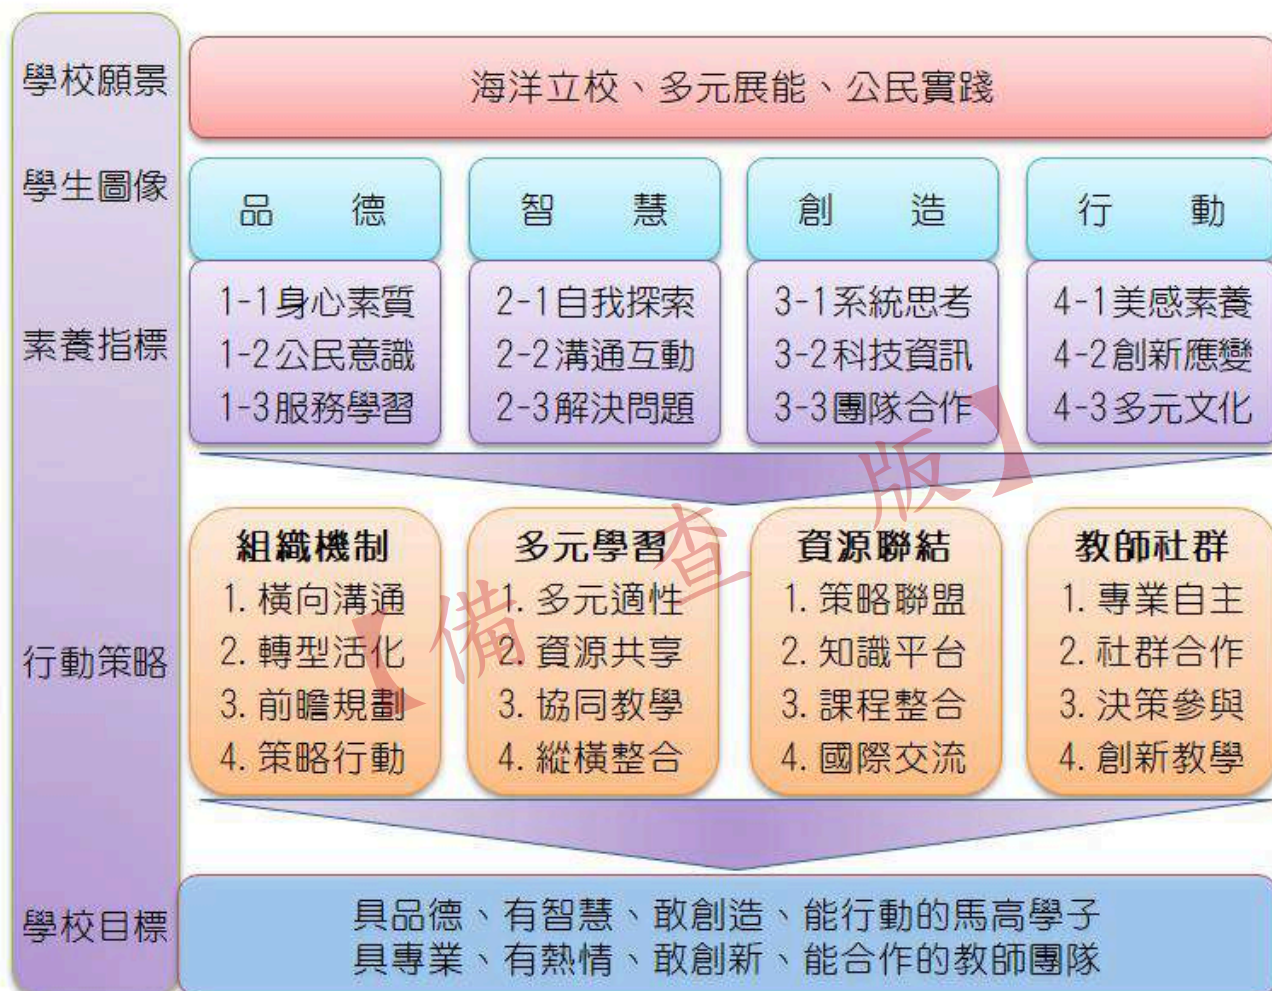 學校願景
海洋立校、多元展能、公民實踐
學生圖像
品 德
智 慧
創 造
行 動
素養指標
1-1身心素質
1-2公民意識
1-3服務學習
2-1自我探索
2-2溝通互動
2-3解決問題
3-1系統思考
3-2科技資訊
3-3團隊合作
4-1美感素養
4-2創新應變
4-3多元文化
行動策略
組織機制
1. 橫向溝通
2. 轉型活化
3. 前瞻規劃
4. 策略行動
多元學習
1. 多元適性
2. 資源共享
3. 協同教學
4. 縱橫整合
資源聯結
1. 策略聯盟
2. 知識平台
3. 課程整合
4. 國際交流
教師社群
1. 專業自主
2. 社群合作
3. 決策參與
4. 創新教學
【備查版】
學校目標
具品德、有智慧、敢創造、能行動的馬高學子
具專業、有熱情、敢創新、能合作的教師團隊